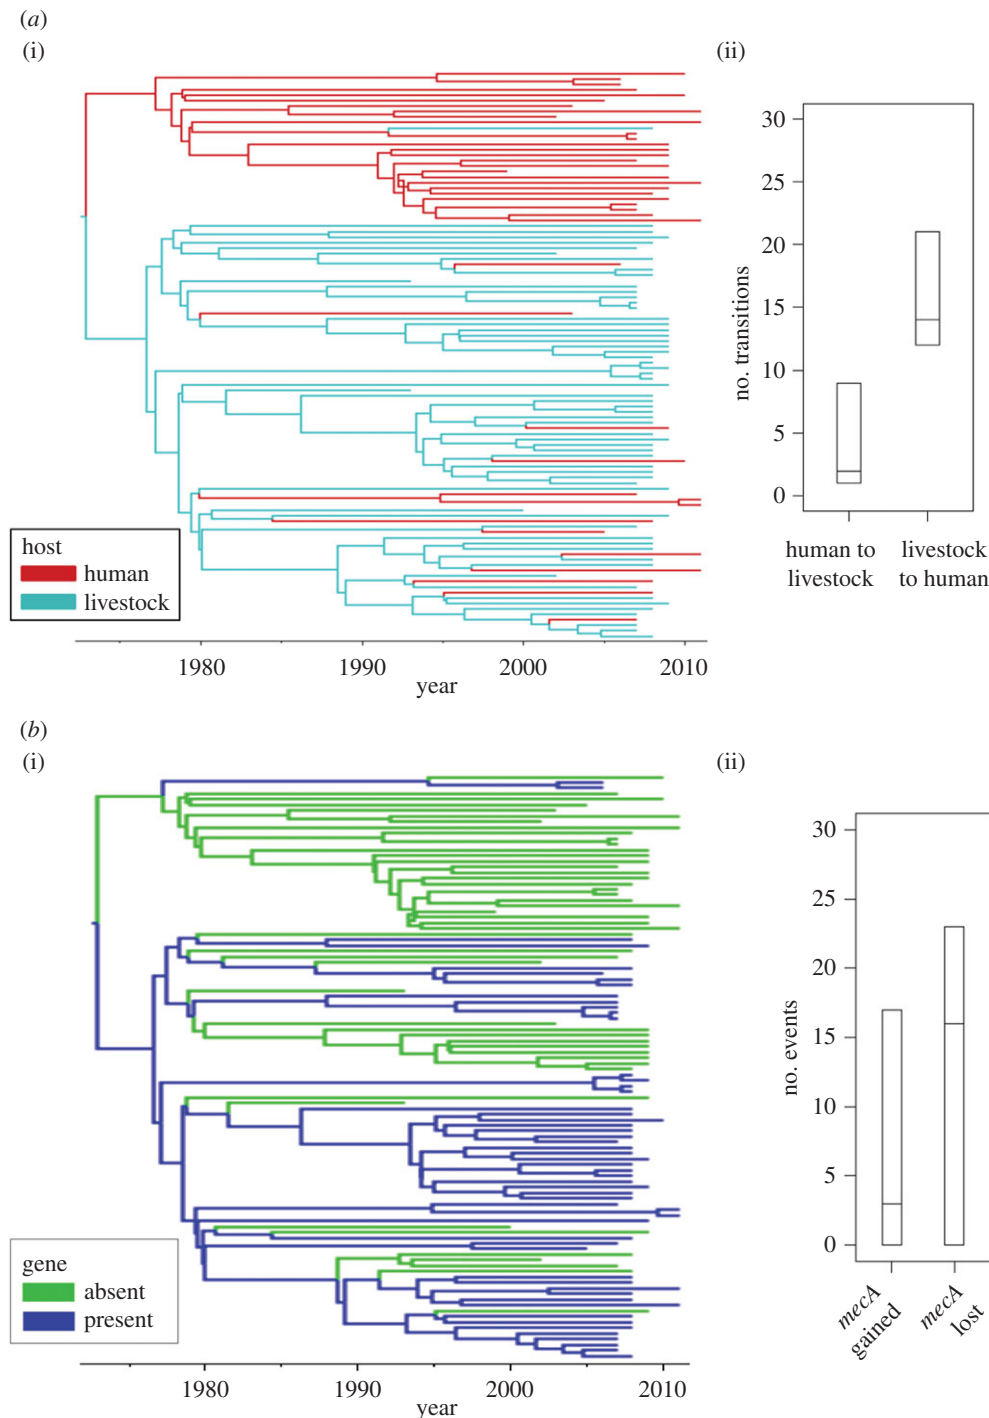 (a)
(i)
(ii)
host
human
livestock
1980
1990
2000
2010
year
30
25
20
15
10
5
0
no. transitions
human to
livestock
livestock
to human
(b)
(i)
(ii)
gene
absent
present
1980
1990
2000
2010
year
30
25
20
15
10
5
0
no. events
mecA
gained
mecA
lost